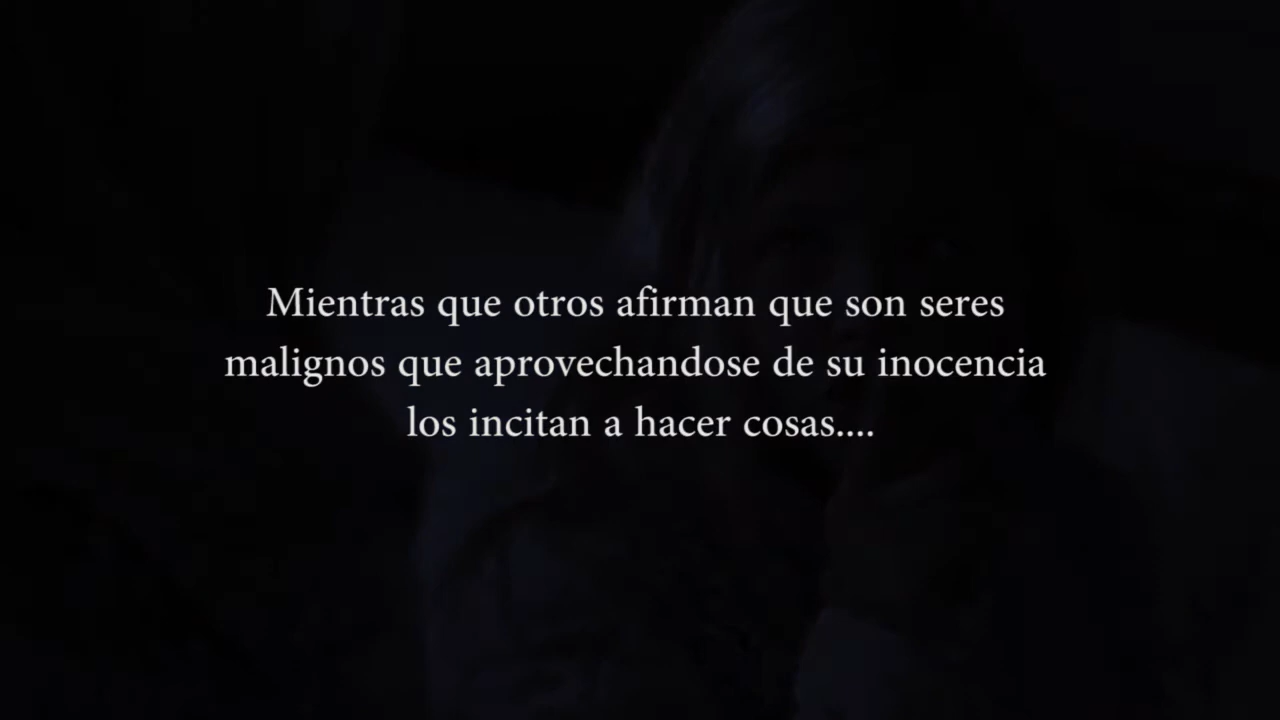 Mientras que otros afirman que son seres
malignos que aprovechandose de su inocencia
los incitan a hacer cosas....